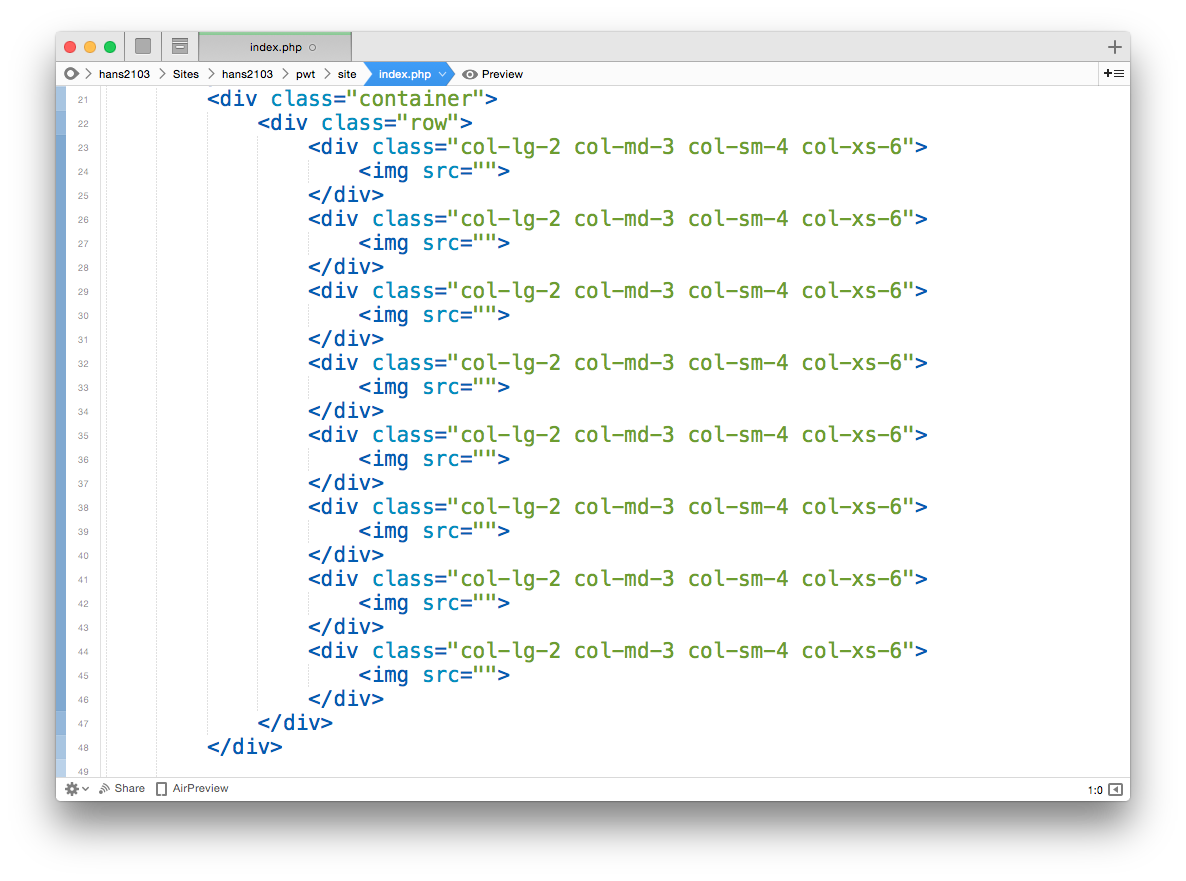 index.php
hans2103 Sites hans2103 pwt site index.php Preview
21 <div class="container">
22 <div class="row">
23 <div class="col-lg-2 col-md-3 col-sm-4 col-xs-6">
24 <img src="">
25 </div>
26 <div class="col-lg-2 col-md-3 col-sm-4 col-xs-6">
27 <img src="">
28 </div>
29 <div class="col-lg-2 col-md-3 col-sm-4 col-xs-6">
30 <img src="">
31 </div>
32 <div class="col-lg-2 col-md-3 col-sm-4 col-xs-6">
33 <img src="">
34 </div>
35 <div class="col-lg-2 col-md-3 col-sm-4 col-xs-6">
36 <img src="">
37 </div>
38 <div class="col-lg-2 col-md-3 col-sm-4 col-xs-6">
39 <img src="">
40 </div>
41 <div class="col-lg-2 col-md-3 col-sm-4 col-xs-6">
42 <img src="">
43 </div>
44 <div class="col-lg-2 col-md-3 col-sm-4 col-xs-6">
45 <img src="">
46 </div>
47 </div>
48 </div>
49
Share AirPreview 1:0